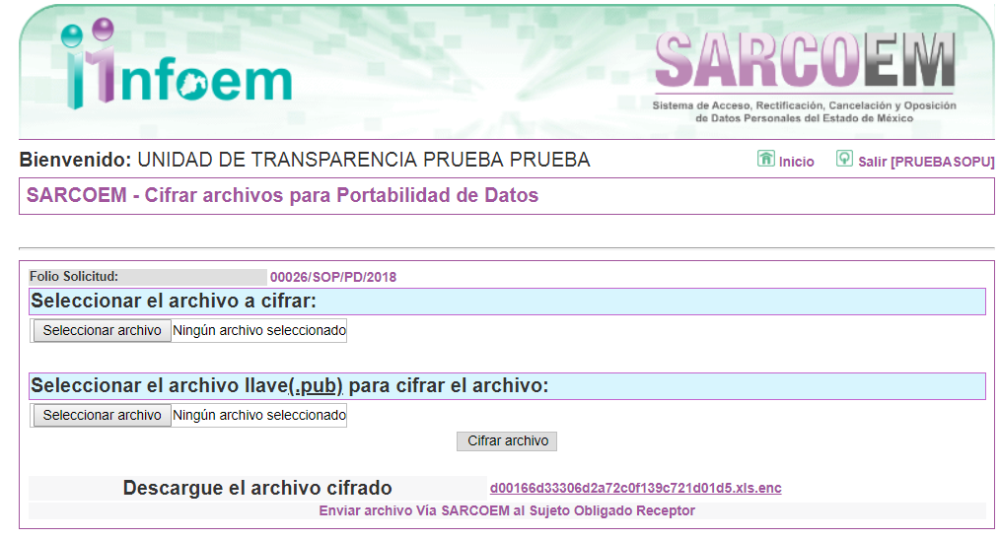 infoem
SARCOEM
Sistema de Acceso, Rectificación, Cancelación y Oposición
de Datos Personales del Estado de México
Bienvenido: UNIDAD DE TRANSPARENCIA PRUEBA PRUEBA
Inicio
Salir [PRUEBASOPU]
SARCOEM - Cifrar archivos para Portabilidad de Datos
Folio Solicitud: 00026/SOP/PD/2018
Seleccionar el archivo a cifrar:
Seleccionar archivo Ningún archivo seleccionado
Seleccionar el archivo llave(.pub) para cifrar el archivo:
Seleccionar archivo Ningún archivo seleccionado
Cifrar archivo
Descargue el archivo cifrado d00166d33306d2a72c0f139c721d01d5.xls.enc
Enviar archivo Vía SARCOEM al Sujeto Obligado Receptor